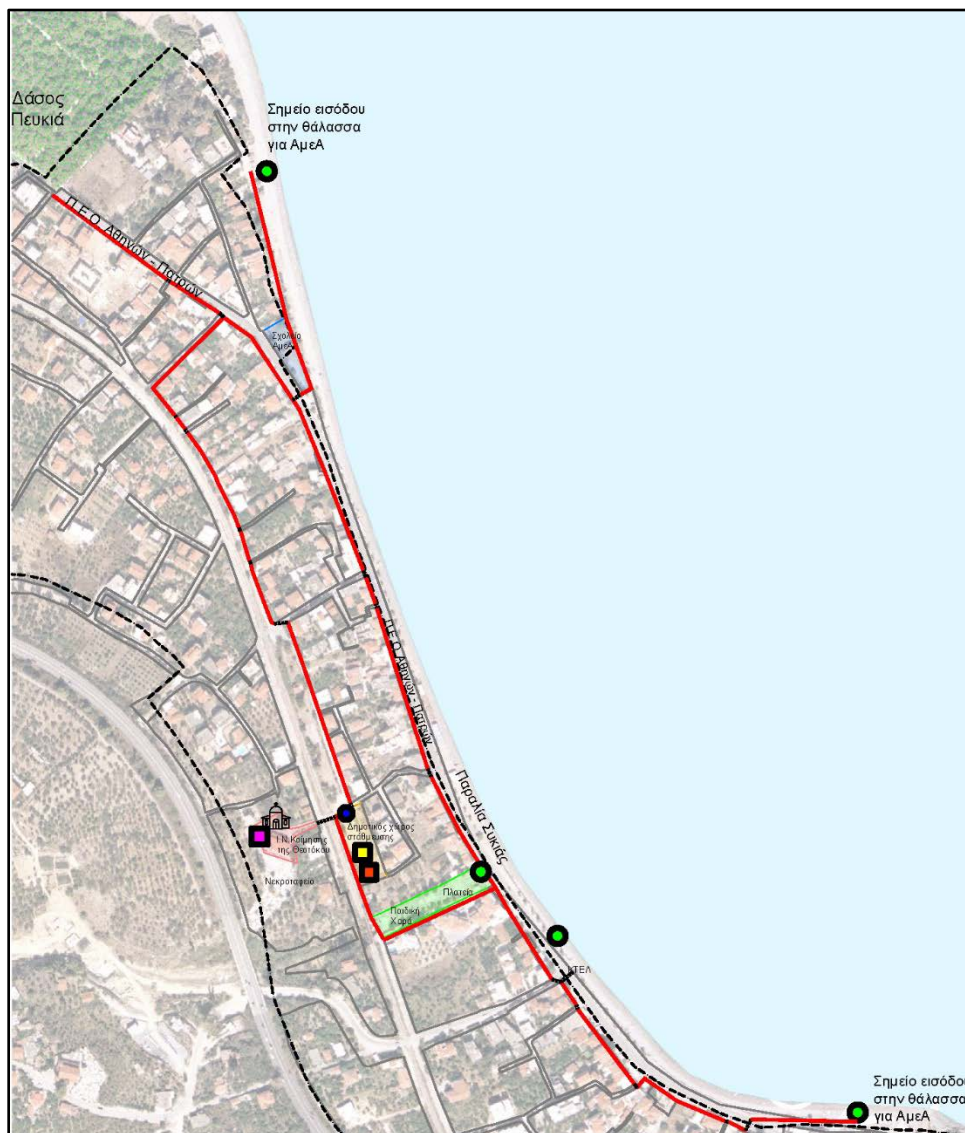 Δάσος
Πευκιά
Σημείο εισόδου
στην θάλασσα
για ΑμεΑ
Π.Ε.Ο. Αθηνών - Πατρών
Σχολείο
ΑμεΑ
Π.Ε.Ο. Αθηνών - Πατρών
Παραλία Συκιάς
Δημοτικός χώρος
στάθμευσης
Ι.Ν.Κοίμησης
της Θεοτόκου
Νεκροταφείο
Πλατεία
Παιδική
Χαρά
ΚΤΕΛ
Σημείο εισόδου
στην θάλασσα
για ΑμεΑ